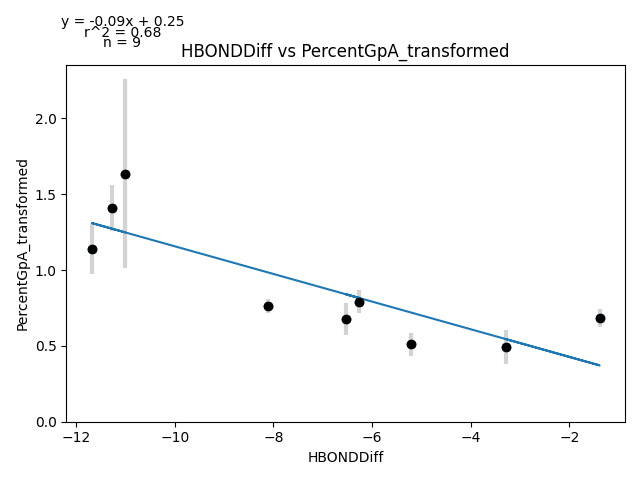 y = -0.09x + 0.25
r^2 = 0.68
n = 9
HBONDDiff vs PercentGpA_transformed
PercentGpA_transformed
2.0
1.5
1.0
0.5
0.0
−12
−10
−8
−6
−4
−2
HBONDDiff